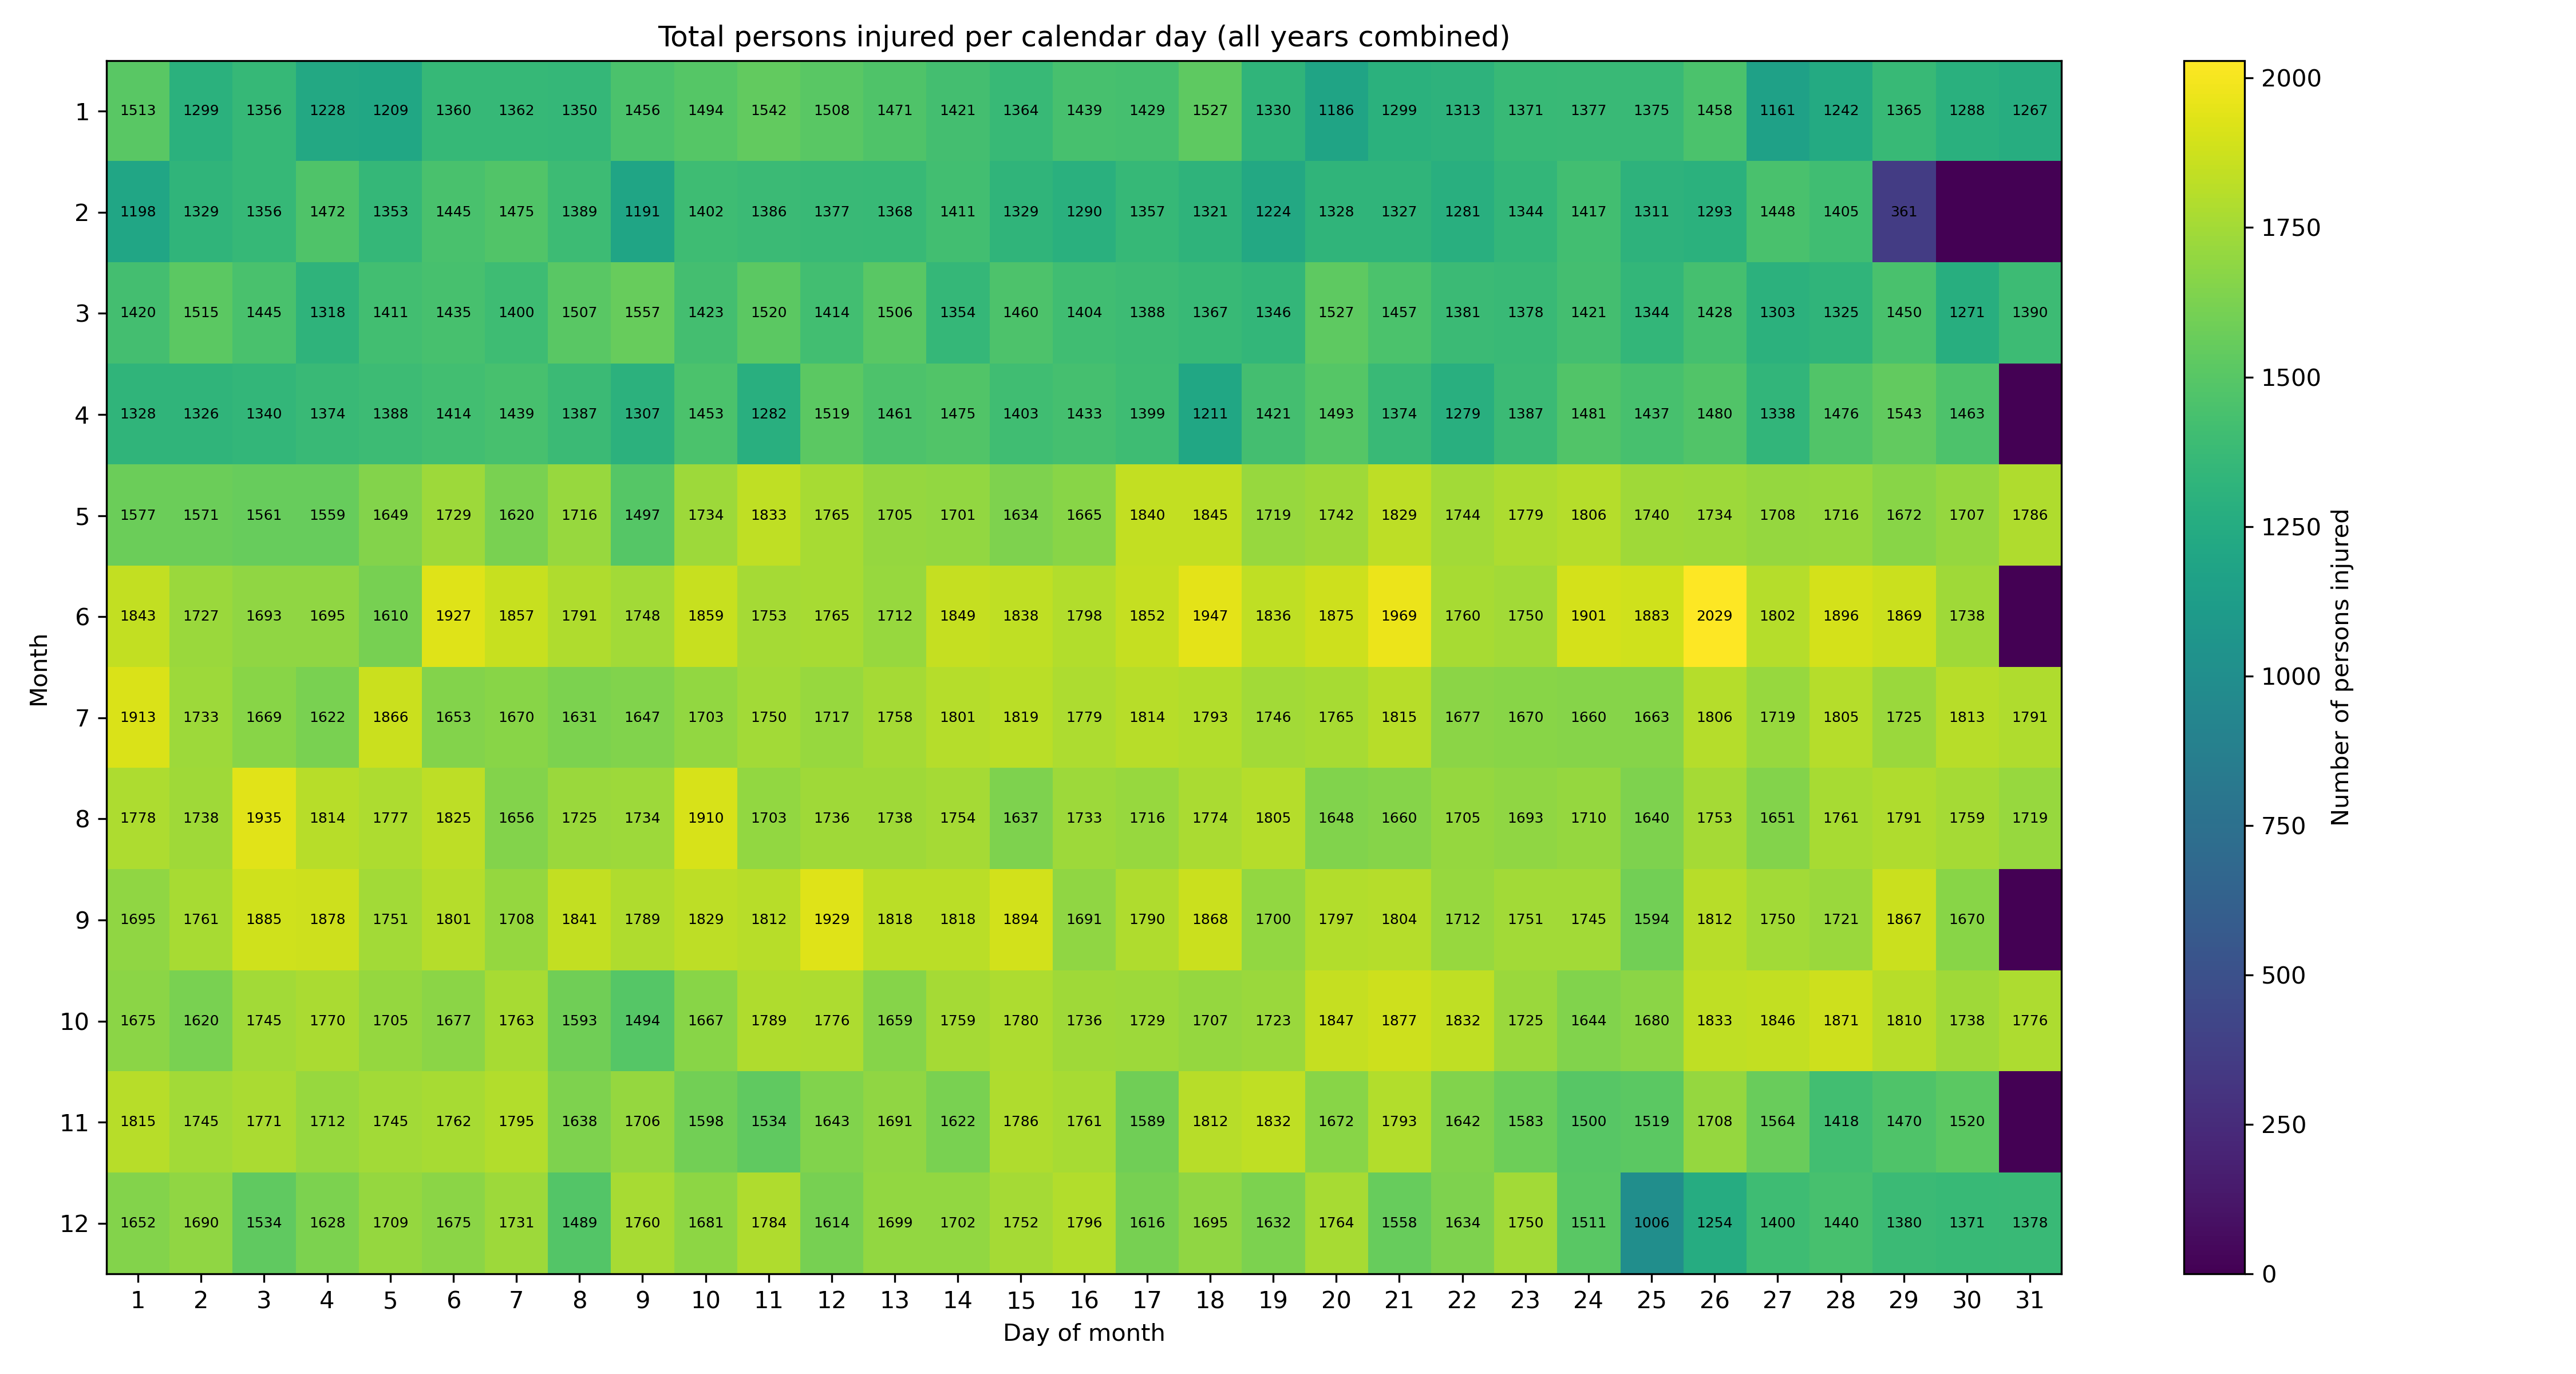 Total persons injured per calendar day (all years combined)
1 1513 1299 1356 1228 1209 1360 1362 1350 1456 1494 1542 1508 1471 1421 1364 1439 1429 1527 1330 1186 1299 1313 1371 1377 1375 1458 1161 1242 1365 1288 1267
2 1198 1329 1356 1472 1353 1445 1475 1389 1191 1402 1386 1377 1368 1411 1329 1290 1357 1321 1224 1328 1327 1281 1344 1417 1311 1293 1448 1405 361
3 1420 1515 1445 1318 1411 1435 1400 1507 1557 1423 1520 1414 1506 1354 1460 1404 1388 1367 1346 1527 1457 1381 1378 1421 1344 1428 1303 1325 1450 1271 1390
4 1328 1326 1340 1374 1388 1414 1439 1387 1307 1453 1282 1519 1461 1475 1403 1433 1399 1211 1421 1493 1374 1279 1387 1481 1437 1480 1338 1476 1543 1463
5 1577 1571 1561 1559 1649 1729 1620 1716 1497 1734 1833 1765 1705 1701 1634 1665 1840 1845 1719 1742 1829 1744 1779 1806 1740 1734 1708 1716 1672 1707 1786
6 1843 1727 1693 1695 1610 1927 1857 1791 1748 1859 1753 1765 1712 1849 1838 1798 1852 1947 1836 1875 1969 1760 1750 1901 1883 2029 1802 1896 1869 1738
7 1913 1733 1669 1622 1866 1653 1670 1631 1647 1703 1750 1717 1758 1801 1819 1779 1814 1793 1746 1765 1815 1677 1670 1660 1663 1806 1719 1805 1725 1813 1791
8 1778 1738 1935 1814 1777 1825 1656 1725 1734 1910 1703 1736 1738 1754 1637 1733 1716 1774 1805 1648 1660 1705 1693 1710 1640 1753 1651 1761 1791 1759 1719
9 1695 1761 1885 1878 1751 1801 1708 1841 1789 1829 1812 1929 1818 1818 1894 1691 1790 1868 1700 1797 1804 1712 1751 1745 1594 1812 1750 1721 1867 1670
10 1675 1620 1745 1770 1705 1677 1763 1593 1494 1667 1789 1776 1659 1759 1780 1736 1729 1707 1723 1847 1877 1832 1725 1644 1680 1833 1846 1871 1810 1738 1776
11 1815 1745 1771 1712 1745 1762 1795 1638 1706 1598 1534 1643 1691 1622 1786 1761 1589 1812 1832 1672 1793 1642 1583 1500 1519 1708 1564 1418 1470 1520
12 1652 1690 1534 1628 1709 1675 1731 1489 1760 1681 1784 1614 1699 1702 1752 1796 1616 1695 1632 1764 1558 1634 1750 1511 1006 1254 1400 1440 1380 1371 1378
1 2 3 4 5 6 7 8 9 10 11 12 13 14 15 16 17 18 19 20 21 22 23 24 25 26 27 28 29 30 31
Day of month
Month
2000
1750
1500
1250
1000
750
500
250
0
Number of persons injured